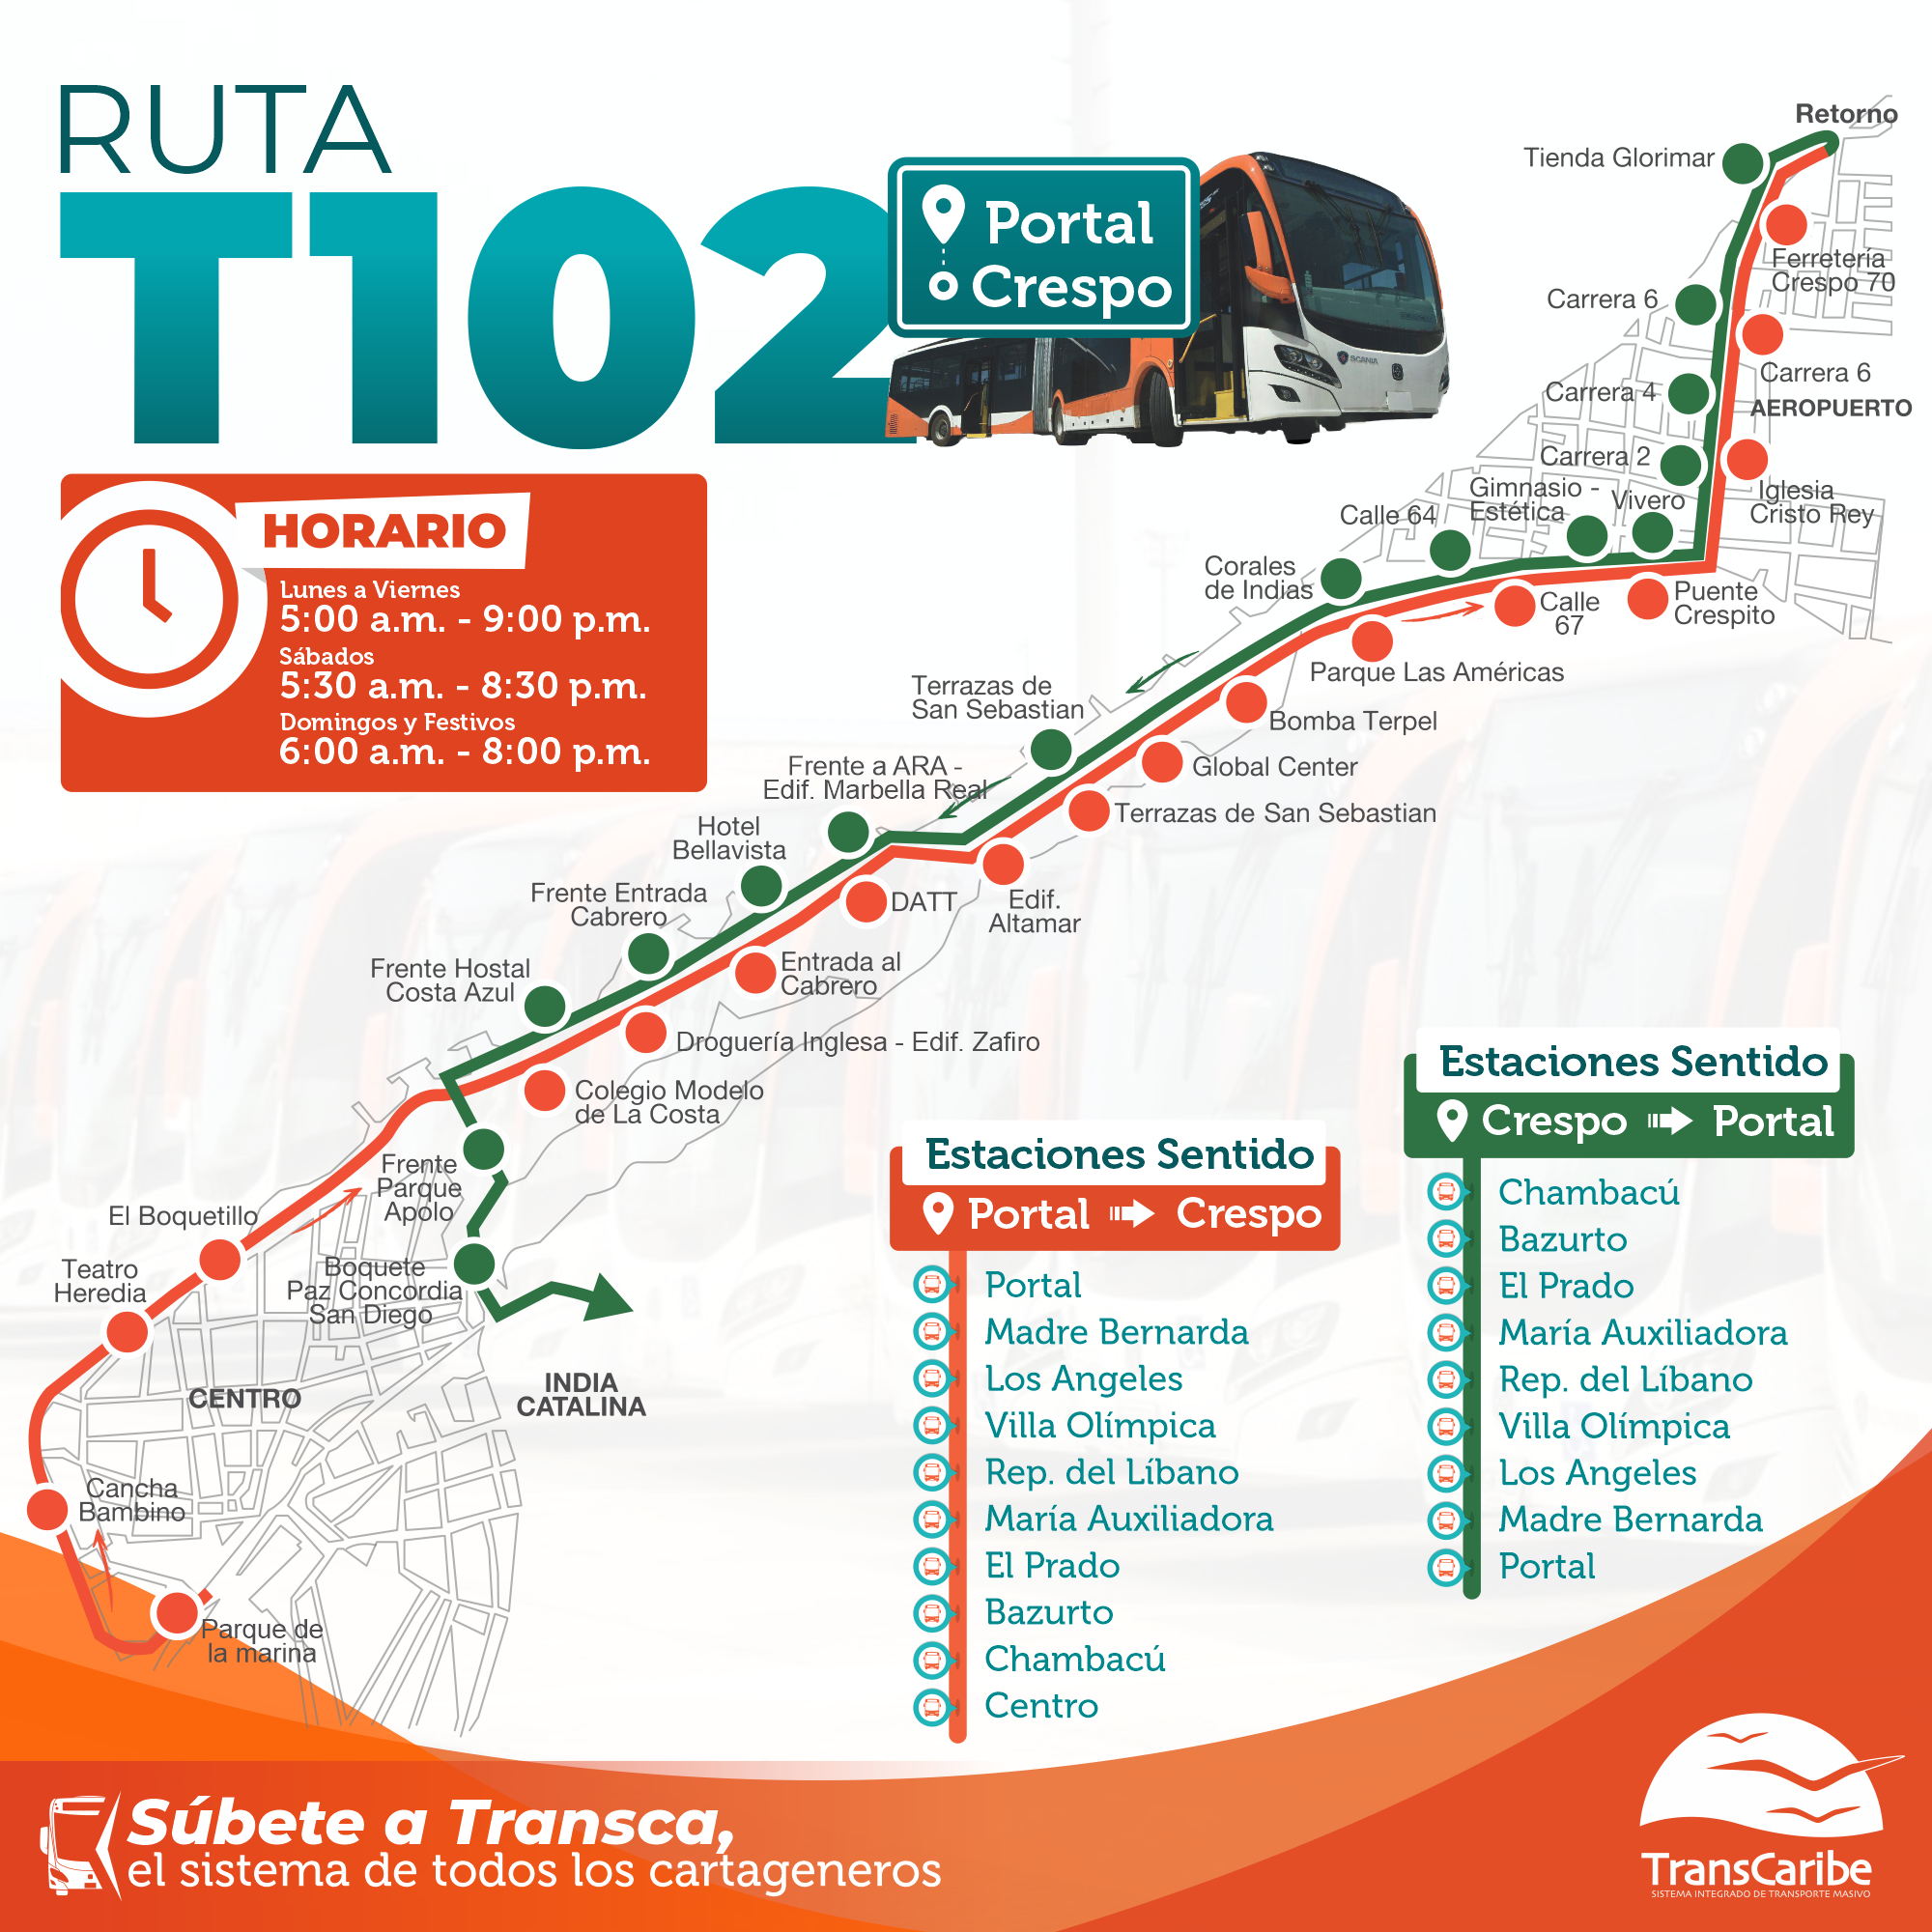 RUTA
T102
Portal
Crespo
SCANIA
HORARIO
Lunes a Viernes
5:00 a.m. - 9:00 p.m.
Sábados
5:30 a.m. - 8:30 p.m.
Domingos y Festivos
6:00 a.m. - 8:00 p.m.
Retorno
Tienda Glorimar
Ferretería
Crespo 70
Carrera 6
Carrera 6
AEROPUERTO
Carrera 4
Carrera 2
Iglesia
Cristo Rey
Gimnasio -
Estética
Vivero
Calle 64
Corales
de Indias
Calle
67
Puente
Crespito
Parque Las Américas
Terrazas de
San Sebastian
Bomba Terpel
Global Center
Frente a ARA -
Edif. Marbella Real
Terrazas de San Sebastian
Hotel
Bellavista
Edif.
Altamar
DATT
Frente Entrada
Cabrero
Entrada al
Cabrero
Frente Hostal
Costa Azul
Droguería Inglesa - Edif. Zafiro
Colegio Modelo
de La Costa
Frente
Parque
Apolo
El Boquetillo
Boquete
Paz Concordia
San Diego
Teatro
Heredia
CENTRO
INDIA
CATALINA
Cancha
Bambino
Parque de
la marina
Estaciones Sentido
Portal Crespo
Portal
Madre Bernarda
Los Angeles
Villa Olímpica
Rep. del Líbano
María Auxiliadora
El Prado
Bazurto
Chambacú
Centro
Estaciones Sentido
Crespo Portal
Chambacú
Bazurto
El Prado
María Auxiliadora
Rep. del Líbano
Villa Olímpica
Los Angeles
Madre Bernarda
Portal
Súbete a Transca,
el sistema de todos los cartageneros
TransCaribe
SISTEMA INTEGRADO DE TRANSPORTE MASIVO